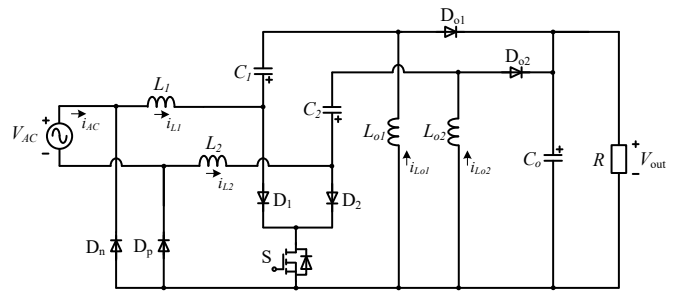 D_o1
D_o2
C_1
+
L_1
C_2
+
+
V_AC
−
i_AC
i_L1
L_2
i_L2
L_o1
L_o2
i_Lo1
i_Lo2
C_o
+
R
+
V_out
−
D_1
D_2
D_n
D_p
S